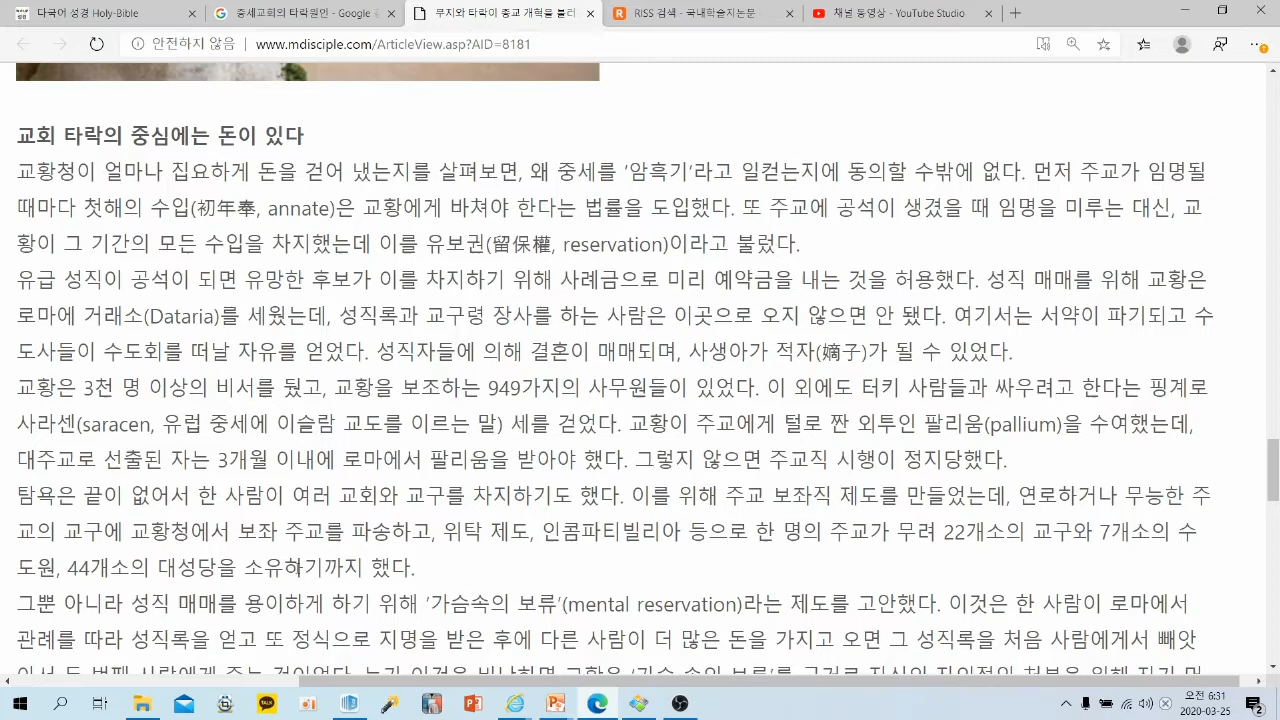 다국어 성경 HolyBible
중세교회의 타락원인 - Google
무지와 타락이 종교 개혁을 불러
RISS 검색 - 국내학술지논문
채널 동영상 - YouTube Studio
안전하지 않음 www.mdisciple.com/ArticleView.asp?AID=8181
교회 타락의 중심에는 돈이 있다
교황청이 얼마나 집요하게 돈을 걷어 냈는지를 살펴보면, 왜 중세를 '암흑기'라고 일컫는지에 동의할 수밖에 없다. 먼저 주교가 임명될
때마다 첫해의 수입(初年奉, annate)은 교황에게 바쳐야 한다는 법률을 도입했다. 또 주교에 공석이 생겼을 때 임명을 미루는 대신, 교
황이 그 기간의 모든 수입을 차지했는데 이를 유보권(留保權, reservation)이라고 불렀다.
유급 성직이 공석이 되면 유망한 후보가 이를 차지하기 위해 사례금으로 미리 예약금을 내는 것을 허용했다. 성직 매매를 위해 교황은
로마에 거래소(Dataria)를 세웠는데, 성직록과 교구령 장사를 하는 사람은 이곳으로 오지 않으면 안 됐다. 여기서는 서약이 파기되고 수
도사들이 수도회를 떠날 자유를 얻었다. 성직자들에 의해 결혼이 매매되며, 사생아가 적자(嫡子)가 될 수 있었다.
교황은 3천 명 이상의 비서를 뒀고, 교황을 보조하는 949가지의 사무원들이 있었다. 이 외에도 터키 사람들과 싸우려고 한다는 핑계로
사라센(saracen, 유럽 중세에 이슬람 교도를 이르는 말) 세를 걷었다. 교황이 주교에게 털로 짠 외투인 팔리움(pallium)을 수여했는데,
대주교로 선출된 자는 3개월 이내에 로마에서 팔리움을 받아야 했다. 그렇지 않으면 주교직 시행이 정지당했다.
탐욕은 끝이 없어서 한 사람이 여러 교회와 교구를 차지하기도 했다. 이를 위해 주교 보좌직 제도를 만들었는데, 연로하거나 무능한 주
교의 교구에 교황청에서 보좌 주교를 파송하고, 위탁 제도, 인콤파티빌리아 등으로 한 명의 주교가 무려 22개소의 교구와 7개소의 수
도원, 44개소의 대성당을 소유하기까지 했다.
그뿐 아니라 성직 매매를 용이하게 하기 위해 '가슴속의 보류'(mental reservation)라는 제도를 고안했다. 이것은 한 사람이 로마에서
관례를 따라 성직록을 얻고 또 정식으로 지명을 받은 후에 다른 사람이 더 많은 돈을 가지고 오면 그 성직록을 처음 사람에게서 빼앗
오전 6:31
2020-03-25